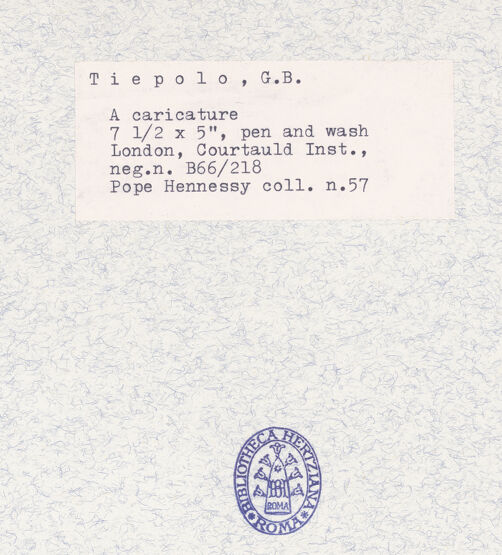 T i e p o l o , G.B.
A caricature
7 1/2 x 5", pen and wash
London, Courtauld Inst.,
neg.n. B66/218
Pope Hennessy coll. n.57
BIBLIOTHECA HERTZIANA
ROMA
ROMA